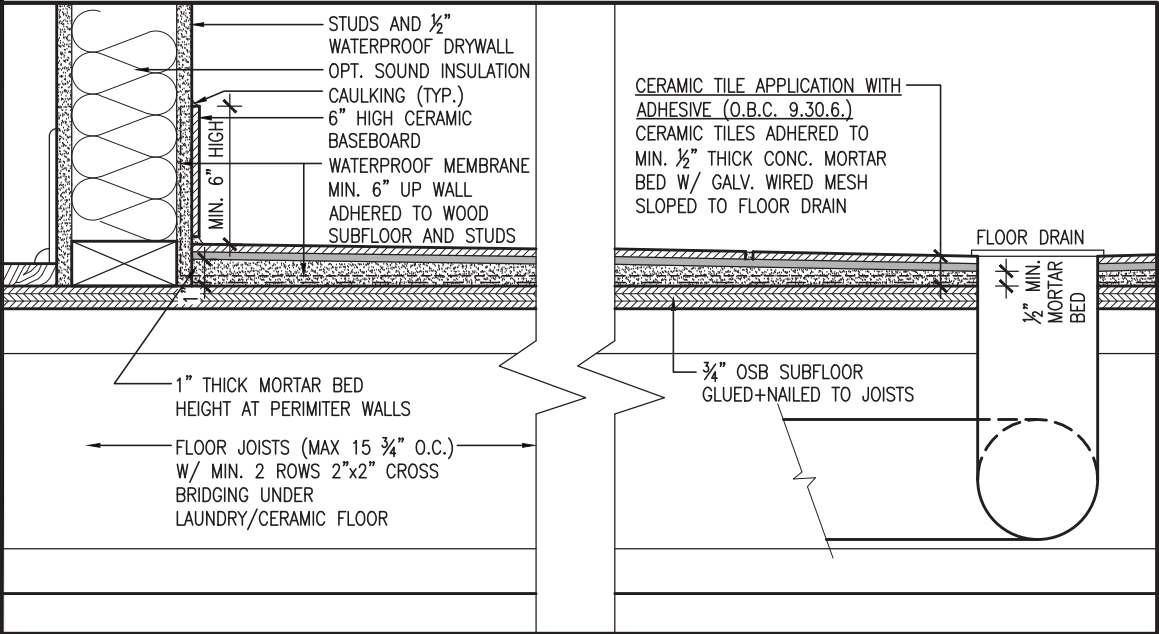 STUDS AND ½"
WATERPROOF DRYWALL
OPT. SOUND INSULATION
CAULKING (TYP.)
6" HIGH CERAMIC
BASEBOARD
WATERPROOF MEMBRANE
MIN. 6" UP WALL
ADHERED TO WOOD
SUBFLOOR AND STUDS
MIN. 6" HIGH
1"
CERAMIC TILE APPLICATION WITH
ADHESIVE (O.B.C. 9.30.6.)
CERAMIC TILES ADHERED TO
MIN. ½" THICK CONC. MORTAR
BED W/ GALV. WIRED MESH
SLOPED TO FLOOR DRAIN
FLOOR DRAIN
½" MIN.
MORTAR
BED
1" THICK MORTAR BED
HEIGHT AT PERIMITER WALLS
FLOOR JOISTS (MAX 15 ¾" O.C.)
W/ MIN. 2 ROWS 2"x2" CROSS
BRIDGING UNDER
LAUNDRY/CERAMIC FLOOR
¾" OSB SUBFLOOR
GLUED+NAILED TO JOISTS